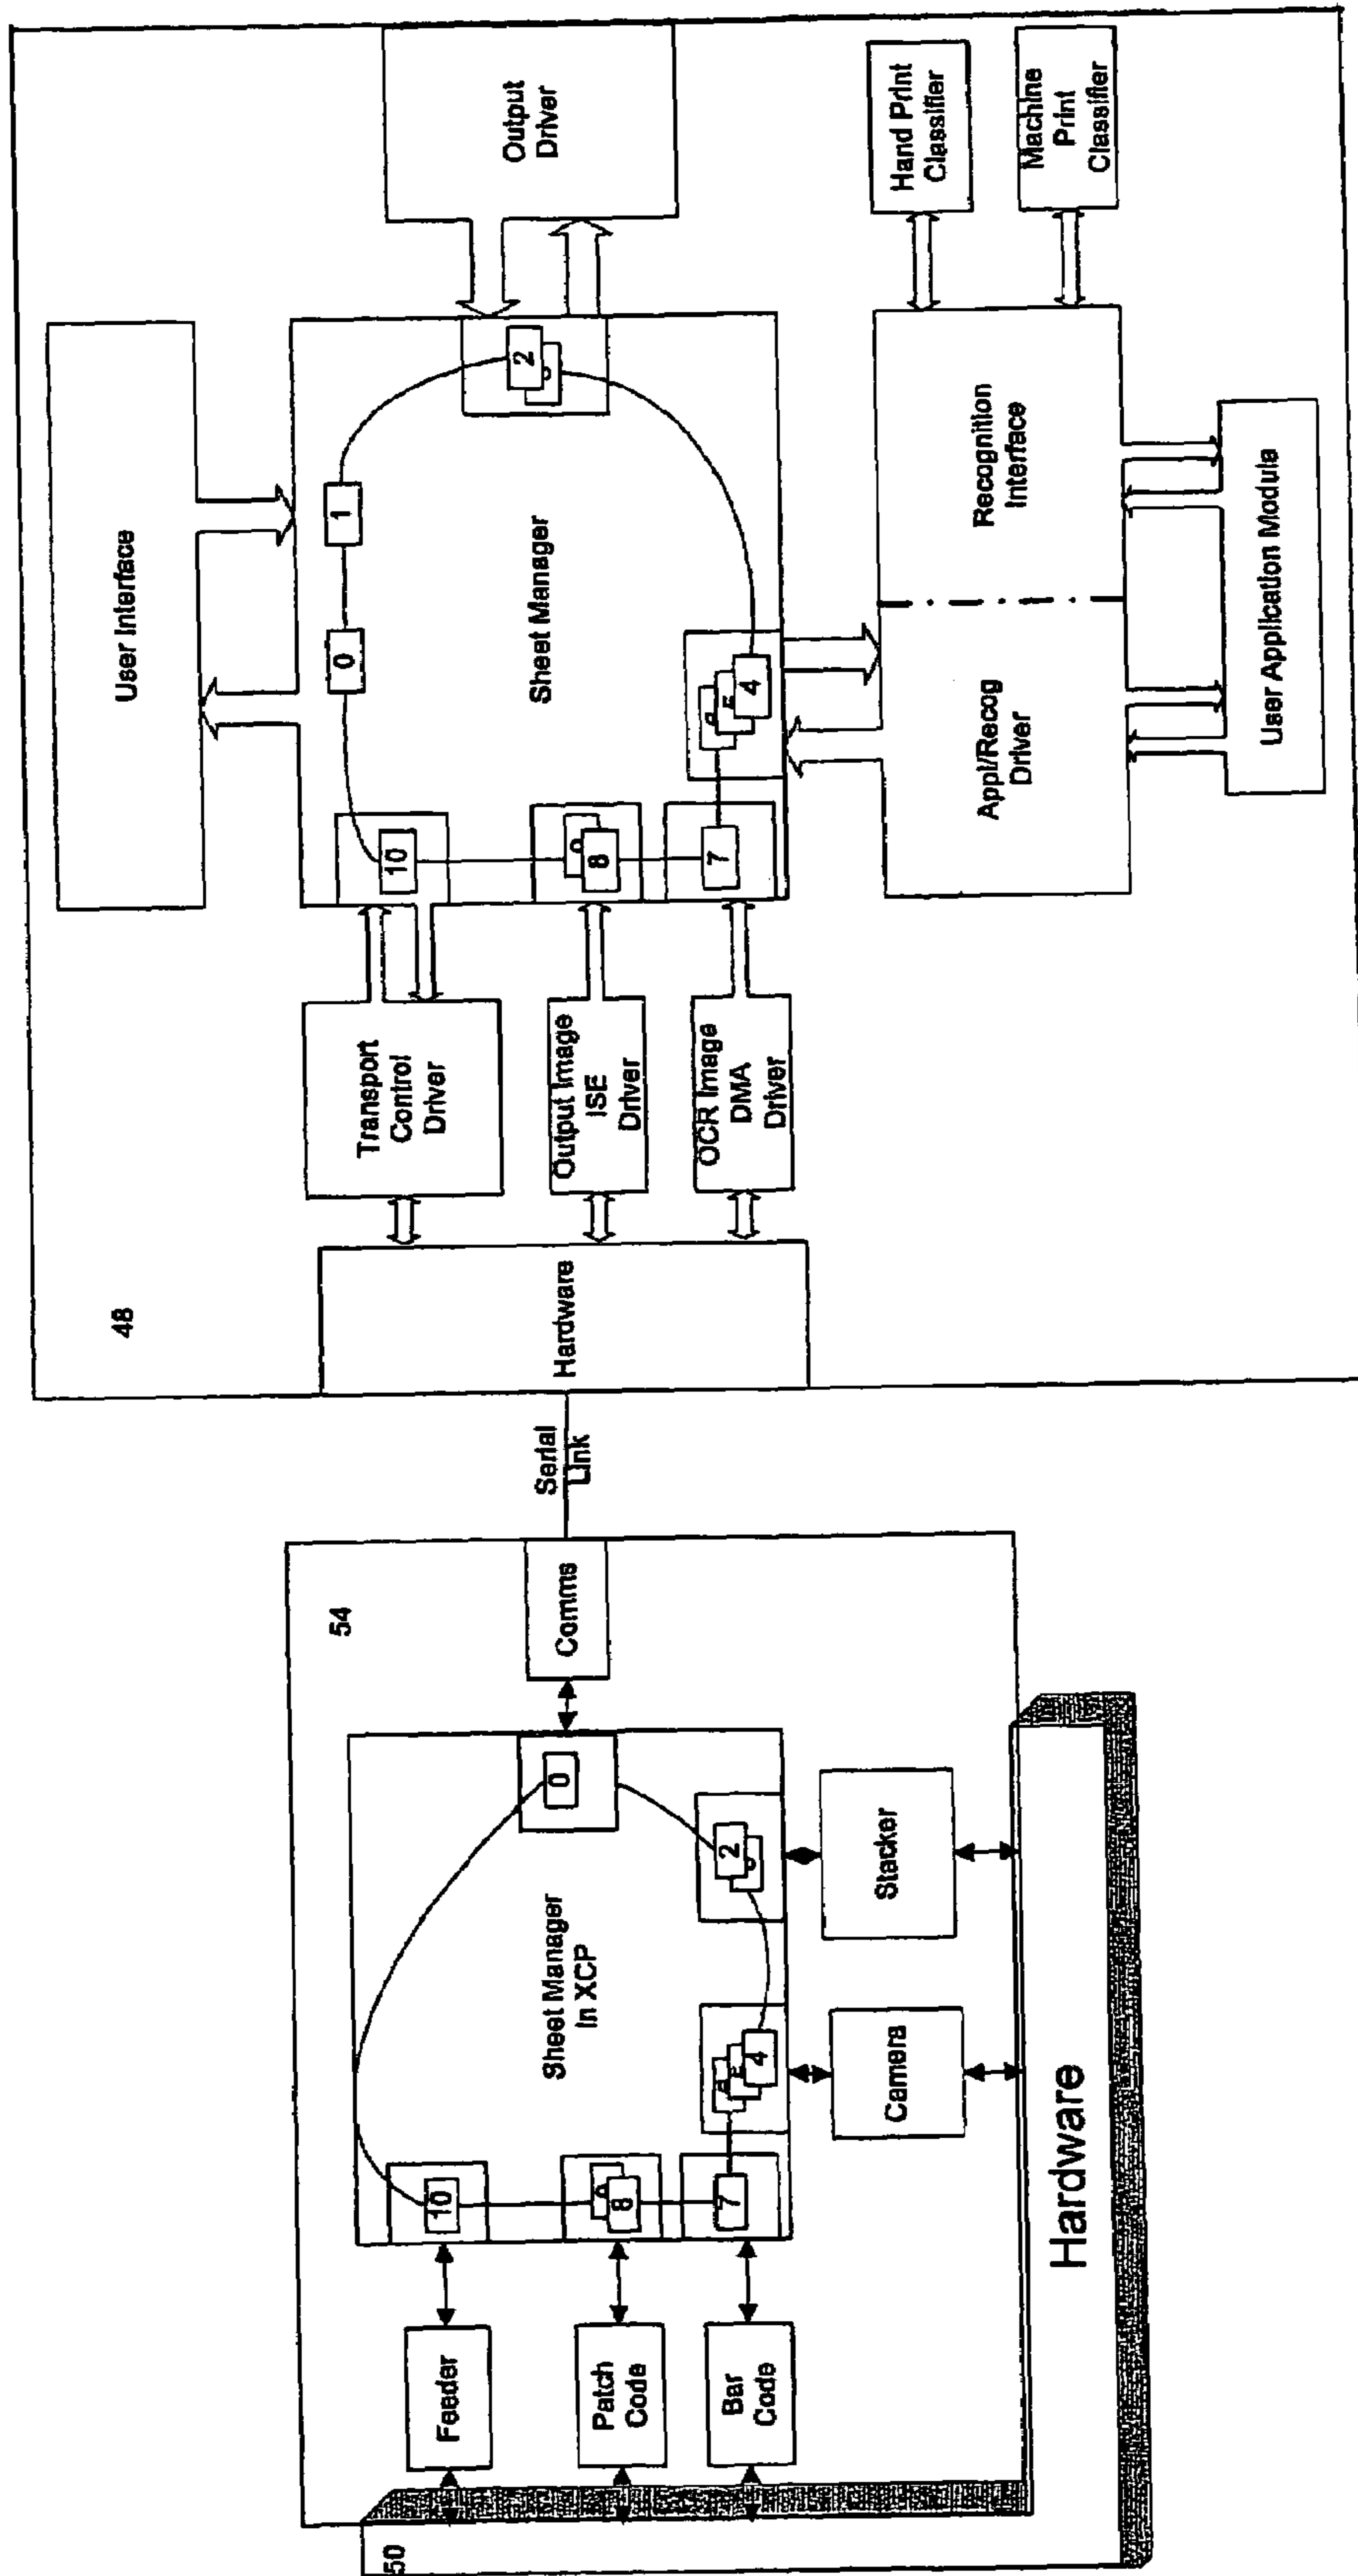 48
User Interface
Output
Driver
Sheet Manager
0
1
2
4
7
8
10
Transport
Control
Driver
Output Image
ISE
Driver
OCR Image
DMA
Driver
Hardware
Appl/Recog
Driver
Recognition
Interface
Hand Print
Classifier
Machine
Print
Classifier
User Application Module
Serial
Link
54
Comms
Sheet Manager
in XCP
0
2
4
7
8
10
Feeder
Patch
Code
Bar
Code
Camera
Stacker
50
Hardware